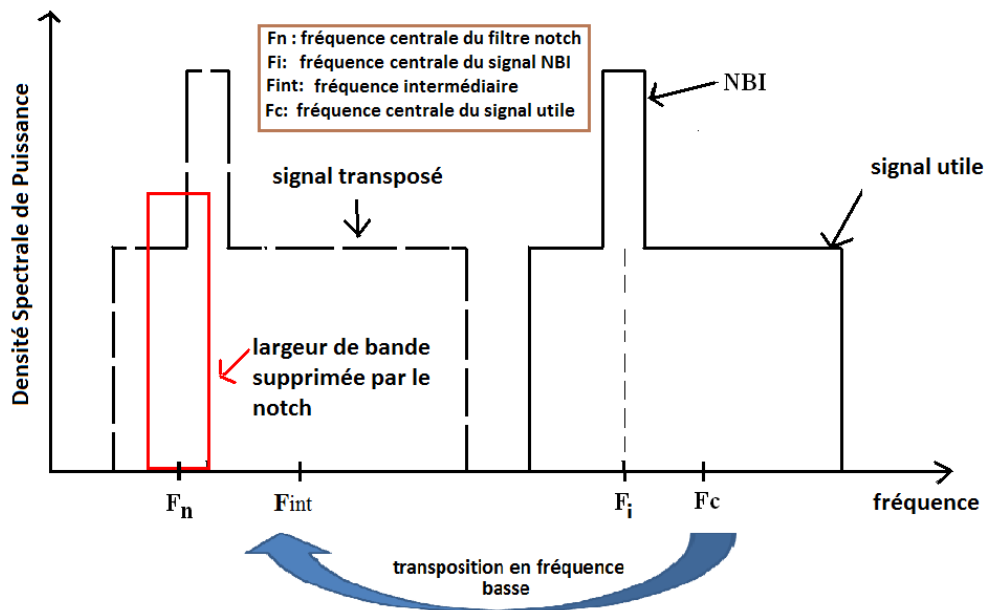 Fn : fréquence centrale du filtre notch
Fi: fréquence centrale du signal NBI
Fint: fréquence intermédiaire
Fc: fréquence centrale du signal utile
NBI
signal transposé
signal utile
Densité Spectrale de Puissance
largeur de bande
supprimée par le
notch
Fn
Fint
Fi
Fc
fréquence
transposition en fréquence
basse